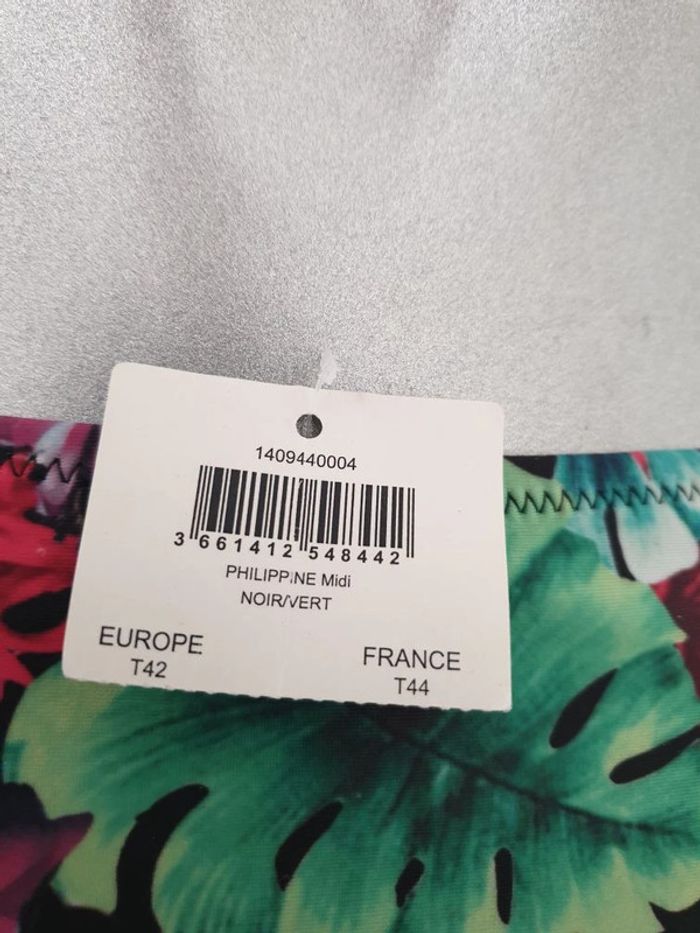 1409440004
3 661412 548442
PHILIPPINE Midi
NOIR/VERT
EUROPE
T42
FRANCE
T44